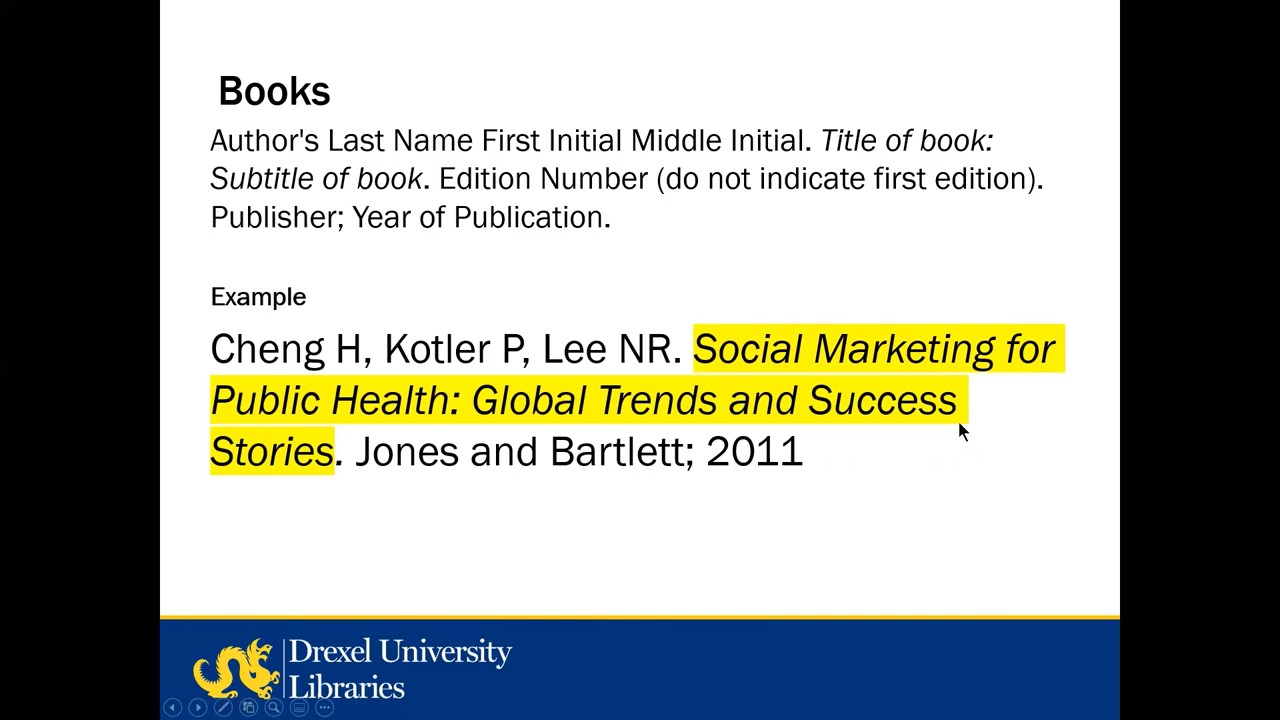 Books
Author's Last Name First Initial Middle Initial. Title of book:
Subtitle of book. Edition Number (do not indicate first edition).
Publisher; Year of Publication.
Example
Cheng H, Kotler P, Lee NR. Social Marketing for
Public Health: Global Trends and Success
Stories. Jones and Bartlett; 2011
Drexel University
Libraries